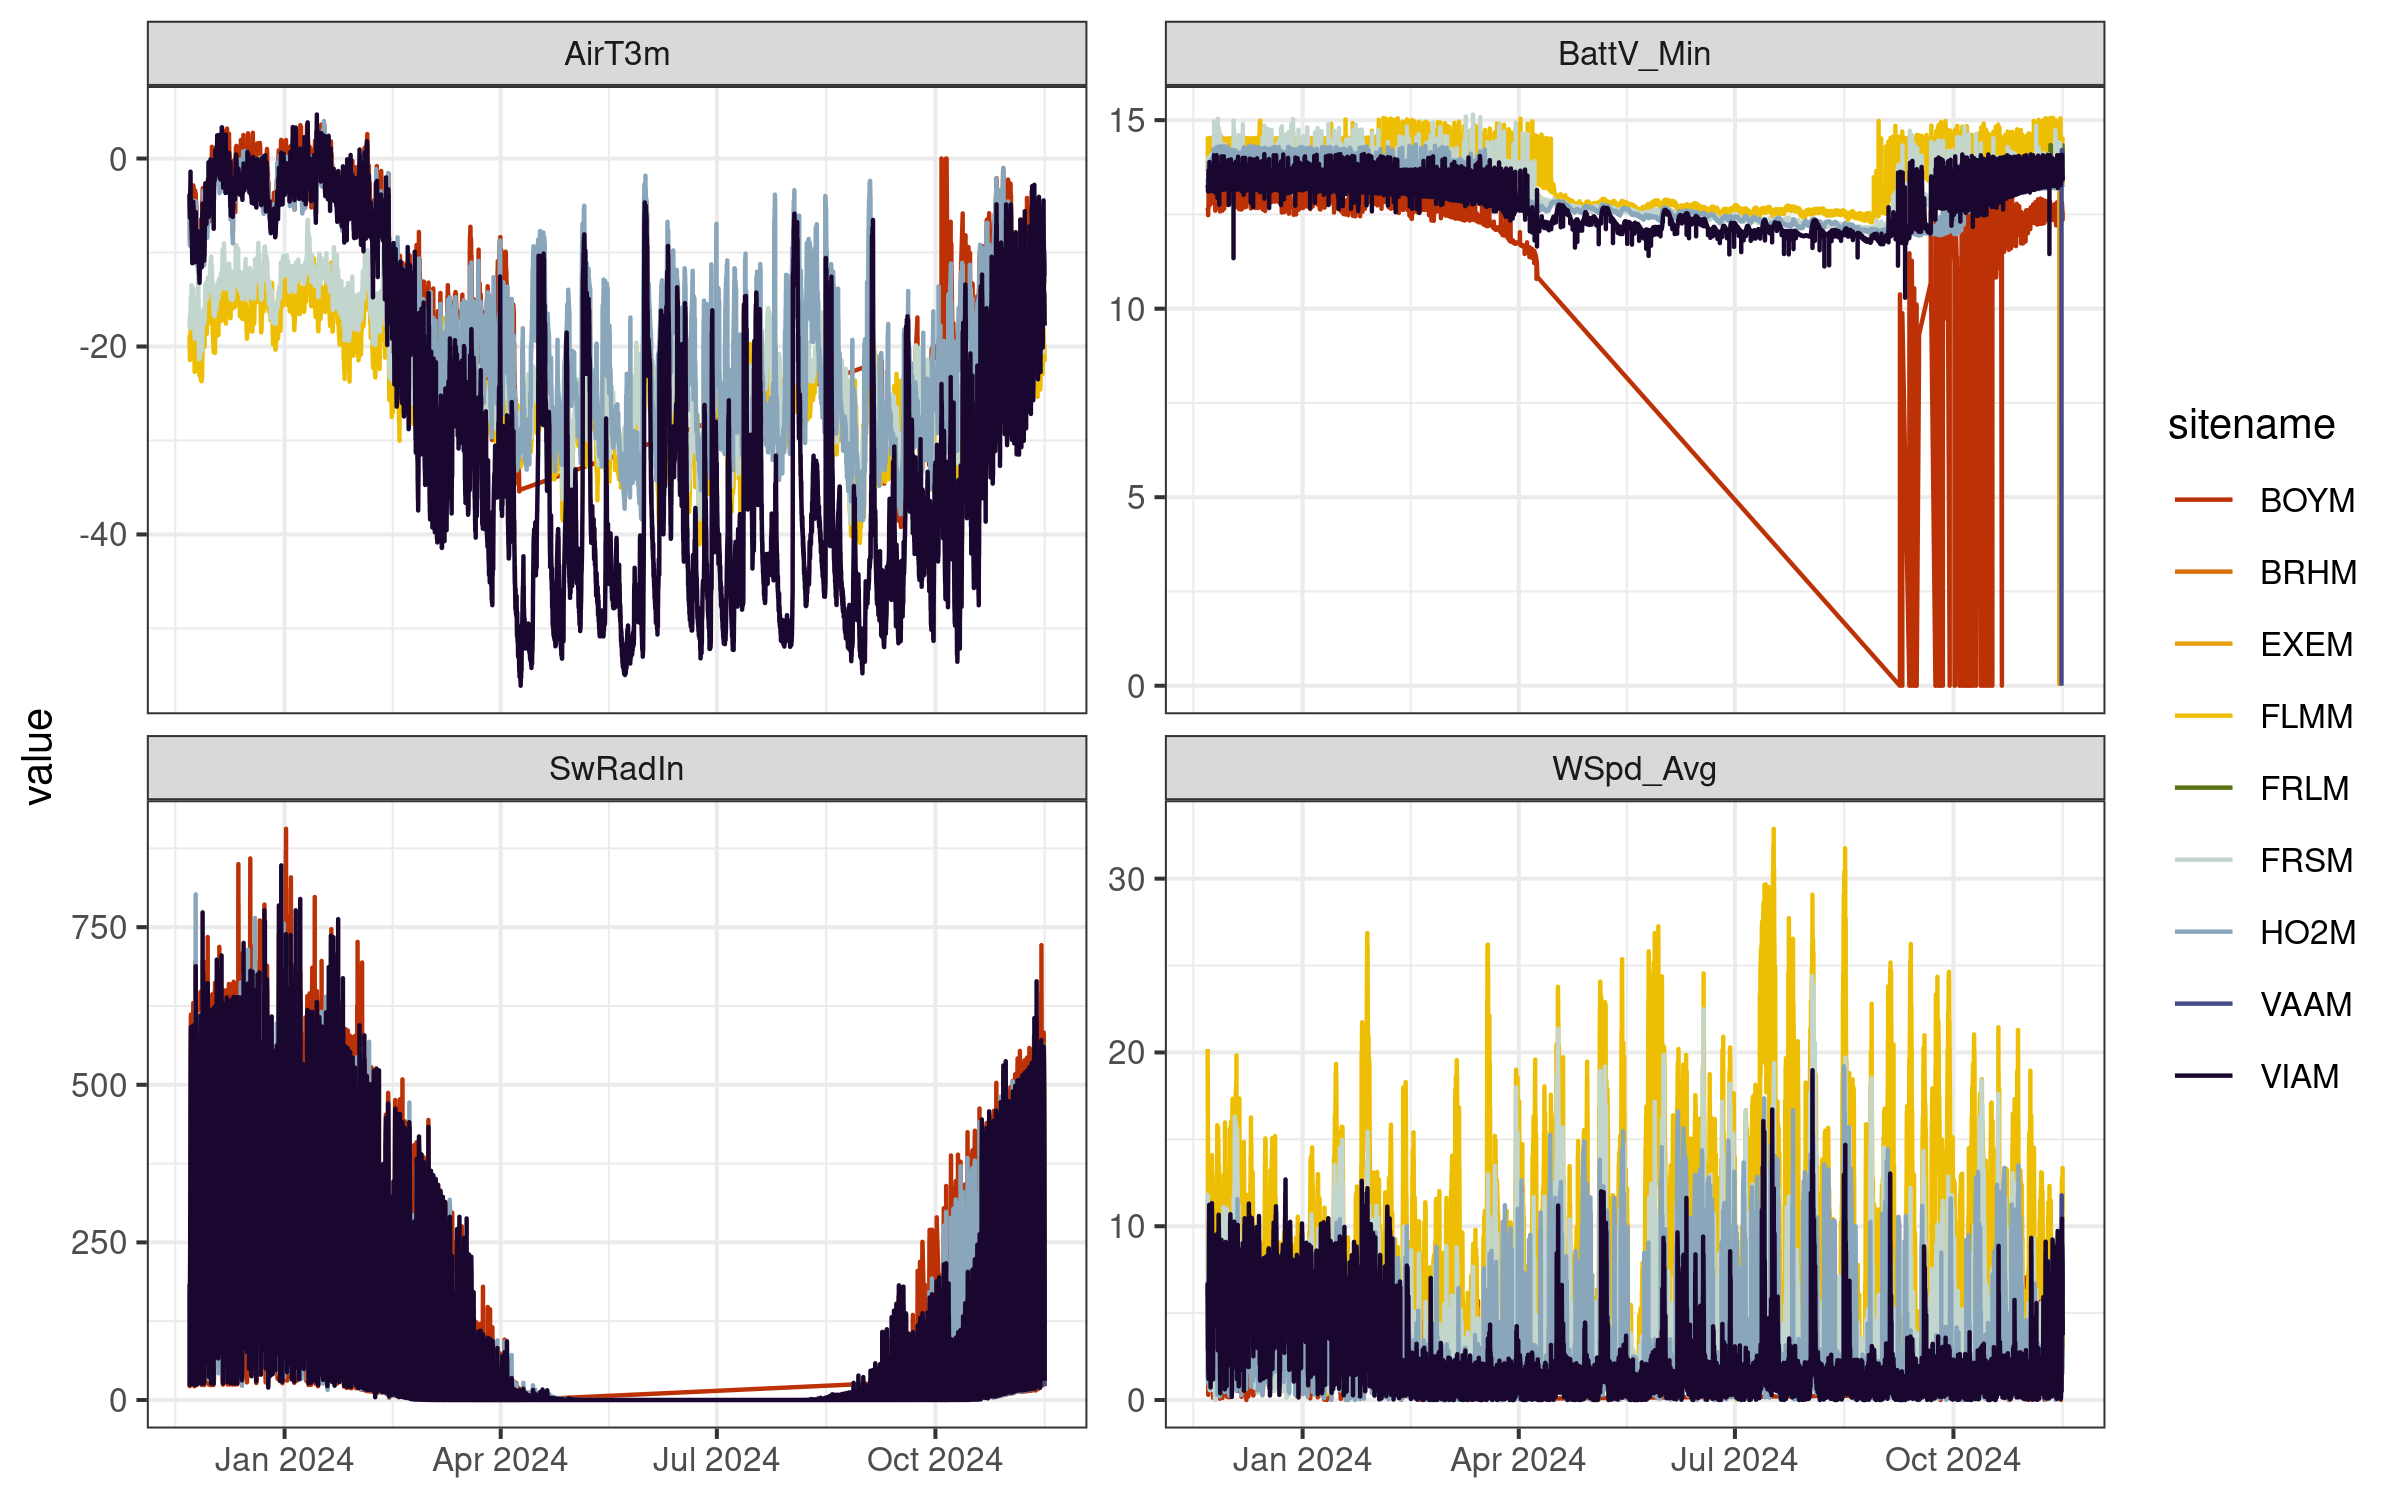 AirT3m
BattV_Min
0
-20
-40
15
10
5
0
value
SwRadIn
WSpd_Avg
750
500
250
0
30
20
10
0
Jan 2024 Apr 2024 Jul 2024 Oct 2024
Jan 2024 Apr 2024 Jul 2024 Oct 2024
sitename
BOYM
BRHM
EXEM
FLMM
FRLM
FRSM
HO2M
VAAM
VIAM